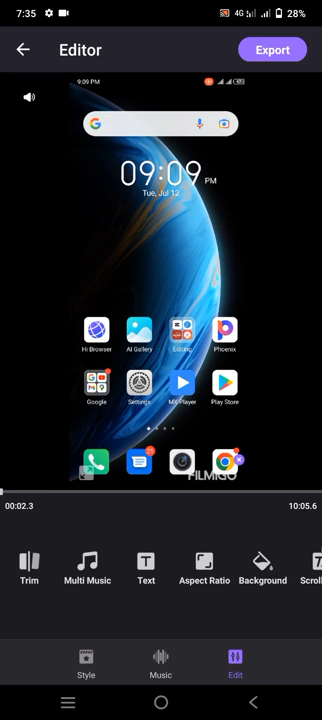 7:35 4G 28%
Editor Export
9:09 PM
G
09:09 PM
Tue, Jul 12
Hi Browser AI Gallery Editing Phoenix
Google Settings MX Player Play Store
21
FILMIGO
00:02.3 10:05.6
Trim Multi Music Text Aspect Ratio Background Scroll
Style Music Edit